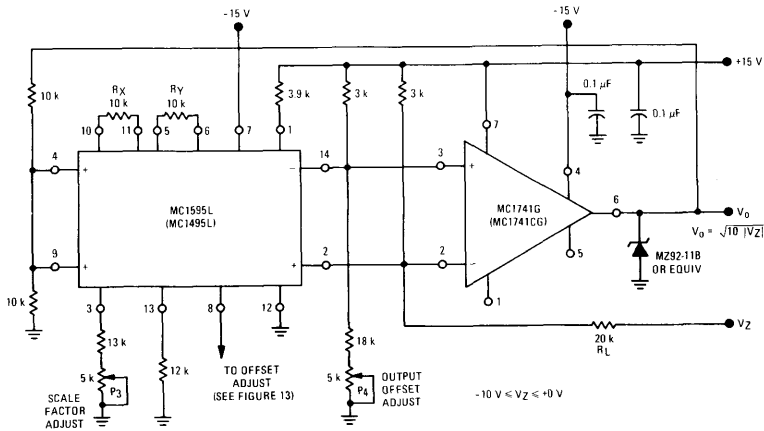 -15 V
-15 V
+15 V
10 k
RX
10 k
RY
10 k
3.9 k
3 k
3 k
0.1 µF
0.1 µF
10
11
5
6
7
1
7
4
4
14
3
+
−
+
MC1595L
(MC1495L)
MC1741G
(MC1741CG)
6
Vo
Vo = √10 |VZ|
9
2
2
+
+
−
5
MZ92-11B
OR EQUIV
1
10 k
3
13
8
12
VZ
20 k
RL
13 k
18 k
12 k
TO OFFSET
ADJUST
(SEE FIGURE 13)
5 k
P3
SCALE
FACTOR
ADJUST
5 k
P4
OUTPUT
OFFSET
ADJUST
-10 V ≤ VZ ≤ +0 V